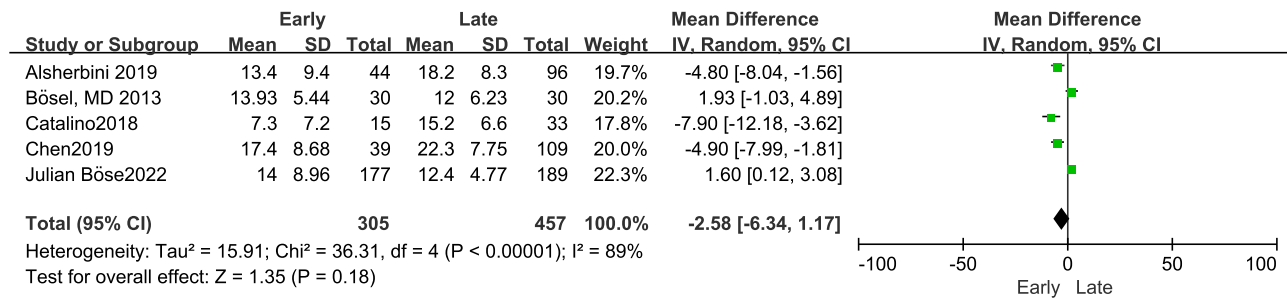 Early Late Mean Difference Mean Difference
Study or Subgroup Mean SD Total Mean SD Total Weight IV, Random, 95% CI IV, Random, 95% CI
Alsherbini 2019 13.4 9.4 44 18.2 8.3 96 19.7% -4.80 [-8.04, -1.56]
Bösel, MD 2013 13.93 5.44 30 12 6.23 30 20.2% 1.93 [-1.03, 4.89]
Catalino2018 7.3 7.2 15 15.2 6.6 33 17.8% -7.90 [-12.18, -3.62]
Chen2019 17.4 8.68 39 22.3 7.75 109 20.0% -4.90 [-7.99, -1.81]
Julian Böse2022 14 8.96 177 12.4 4.77 189 22.3% 1.60 [0.12, 3.08]
Total (95% CI) 305 457 100.0% -2.58 [-6.34, 1.17]
Heterogeneity: Tau² = 15.91; Chi² = 36.31, df = 4 (P < 0.00001); I² = 89%
Test for overall effect: Z = 1.35 (P = 0.18)
-100 -50 0 50 100
Early Late